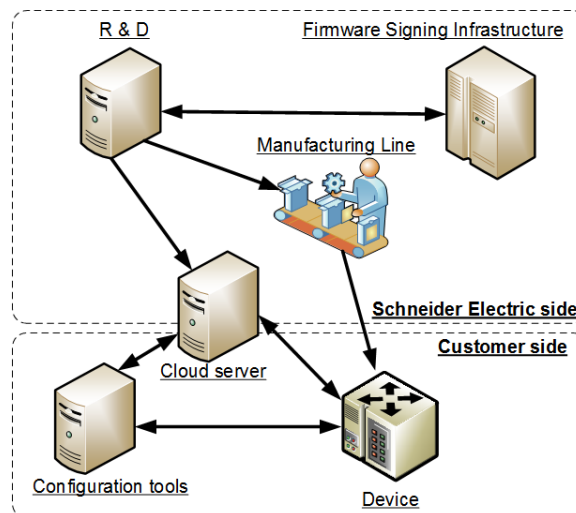 R & D
Firmware Signing Infrastructure
Manufacturing Line
Schneider Electric side
Customer side
Cloud server
Configuration tools
Device